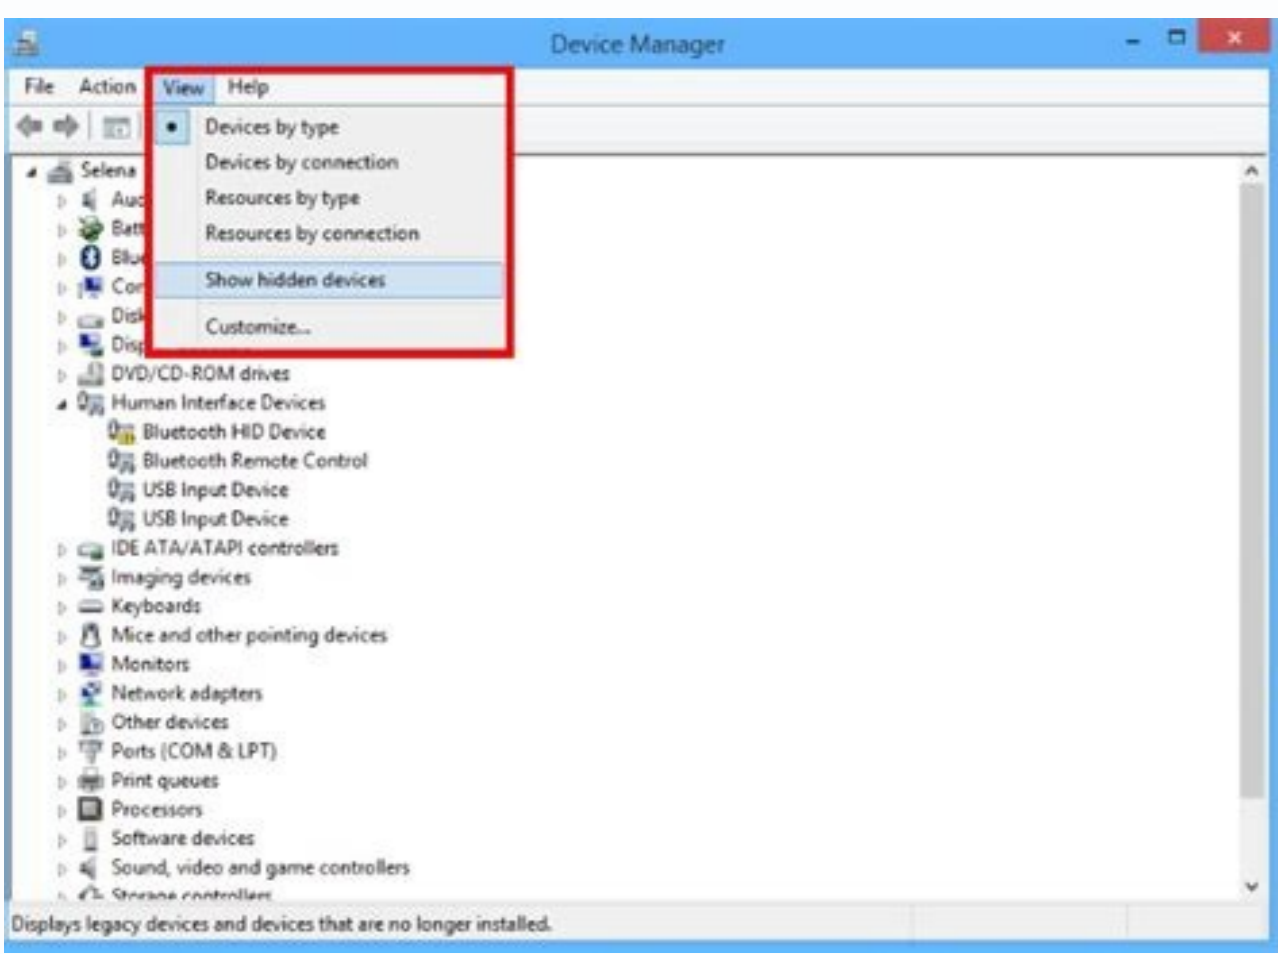 Device Manager
File Action View Help
Devices by type
Devices by connection
Resources by type
Resources by connection
Show hidden devices
Customize...
Selena
DVD/CD-ROM drives
Human Interface Devices
Bluetooth HID Device
Bluetooth Remote Control
USB Input Device
USB Input Device
IDE ATA/ATAPI controllers
Imaging devices
Keyboards
Mice and other pointing devices
Monitors
Network adapters
Other devices
Ports (COM & LPT)
Print queues
Processors
Software devices
Sound, video and game controllers
Storage controllers
Displays legacy devices and devices that are no longer installed.